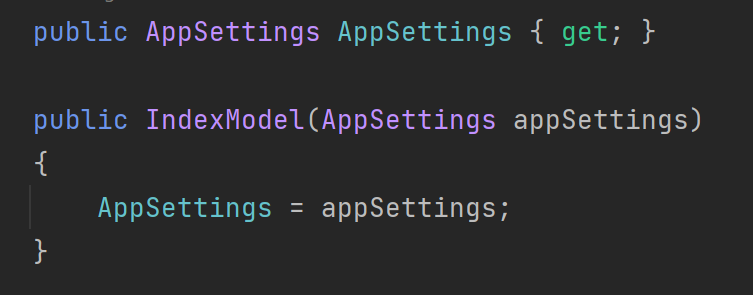 public AppSettings AppSettings { get; }
public IndexModel(AppSettings appSettings)
{
AppSettings = appSettings;
}